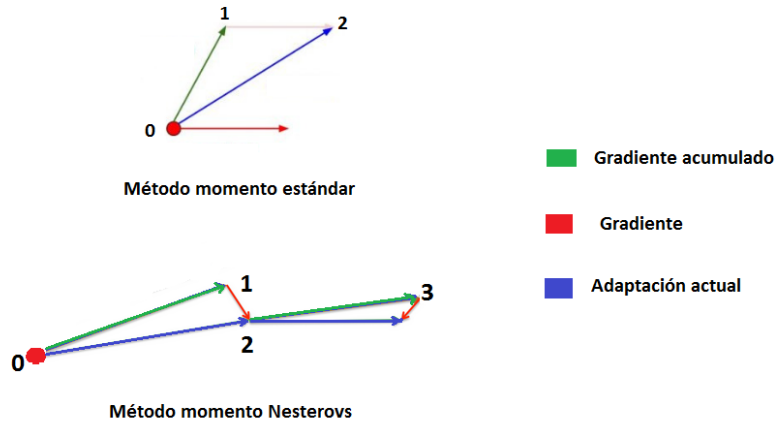 1
2
0
Método momento estándar
Gradiente acumulado
Gradiente
Adaptación actual
1
3
2
0
Método momento Nesterovs